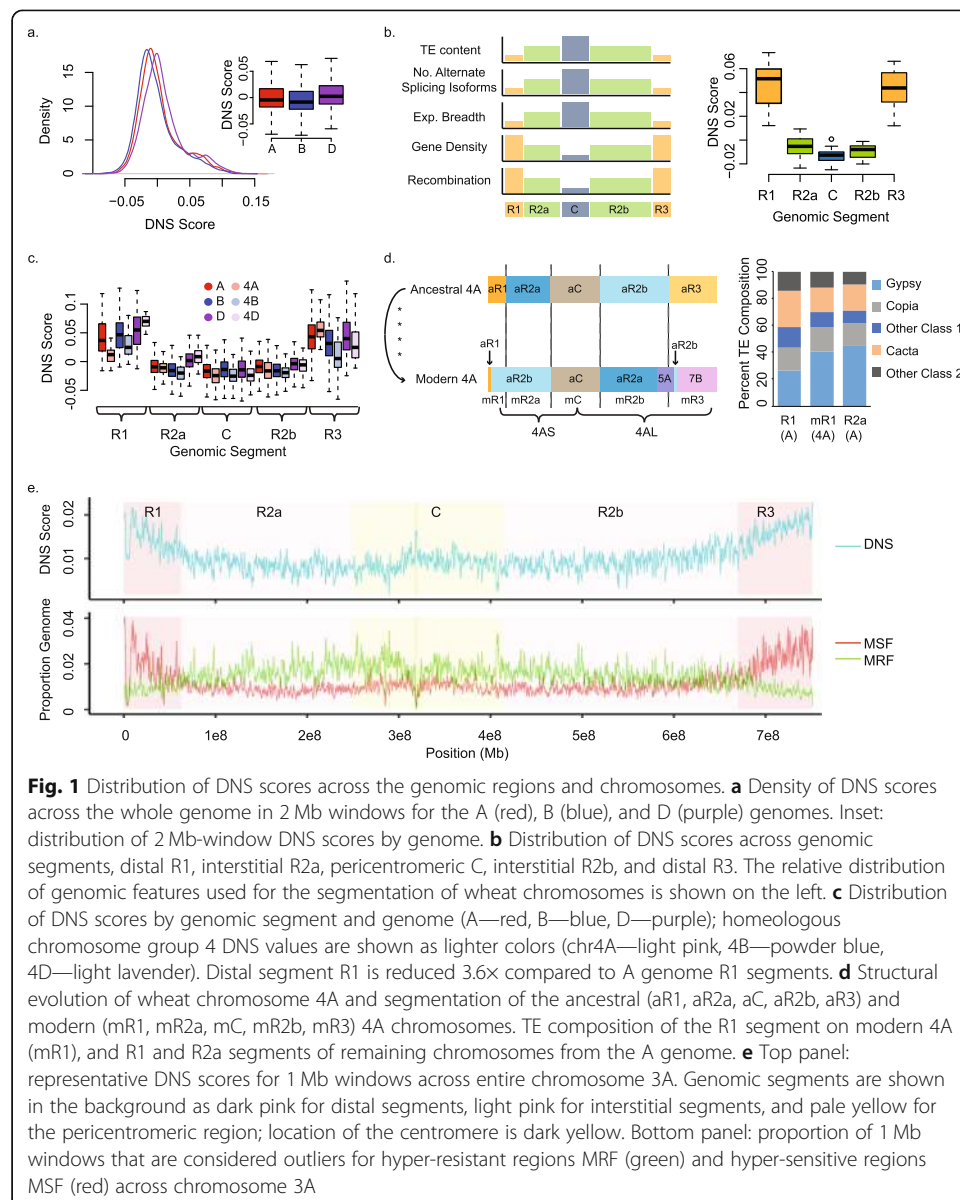 a.
Density
15
10
5
0
−0.05
0.05
0.15
DNS Score
DNS Score
0.05
0
−0.05
A B D
b.
TE content
No. Alternate
Splicing Isoforms
Exp. Breadth
Gene Density
Recombination
R1 R2a C R2b R3
DNS Score
0.06
0.02
−0.02
R1 R2a C R2b R3
Genomic Segment
c.
DNS Score
0.1
0.05
0.00
−0.05
A 4A
B 4B
D 4D
R1 R2a C R2b R3
Genomic Segment
d.
Ancestral 4A
aR1 aR2a aC aR2b aR3
* * * *
aR1 aR2b
Modern 4A
aR2b aC aR2a 5A 7B
mR1 mR2a mC mR2b mR3
4AS 4AL
Percent TE Composition
100
80
60
40
20
0
R1 mR1 R2a
(A) (4A) (A)
Gypsy
Copia
Other Class 1
Cacta
Other Class 2
e.
DNS Score
0.02
0.01
R1 R2a C R2b R3
DNS
Proportion Genome
0.04
0.02
0
MSF
MRF
0 1e8 2e8 3e8 4e8 5e8 6e8 7e8
Position (Mb)
Fig. 1 Distribution of DNS scores across the genomic regions and chromosomes. a Density of DNS scores
across the whole genome in 2 Mb windows for the A (red), B (blue), and D (purple) genomes. Inset:
distribution of 2 Mb-window DNS scores by genome. b Distribution of DNS scores across genomic
segments, distal R1, interstitial R2a, pericentromeric C, interstitial R2b, and distal R3. The relative distribution
of genomic features used for the segmentation of wheat chromosomes is shown on the left. c Distribution
of DNS scores by genomic segment and genome (A—red, B—blue, D—purple); homeologous
chromosome group 4 DNS values are shown as lighter colors (chr4A—light pink, 4B—powder blue,
4D—light lavender). Distal segment R1 is reduced 3.6× compared to A genome R1 segments. d Structural
evolution of wheat chromosome 4A and segmentation of the ancestral (aR1, aR2a, aC, aR2b, aR3) and
modern (mR1, mR2a, mC, mR2b, mR3) 4A chromosomes. TE composition of the R1 segment on modern 4A
(mR1), and R1 and R2a segments of remaining chromosomes from the A genome. e Top panel:
representative DNS scores for 1 Mb windows across entire chromosome 3A. Genomic segments are shown
in the background as dark pink for distal segments, light pink for interstitial segments, and pale yellow for
the pericentromeric region; location of the centromere is dark yellow. Bottom panel: proportion of 1 Mb
windows that are considered outliers for hyper-resistant regions MRF (green) and hyper-sensitive regions
MSF (red) across chromosome 3A